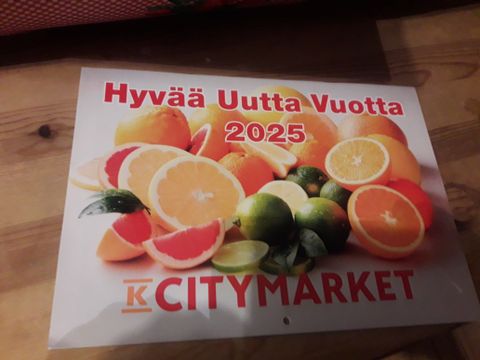 Hyvää Uutta Vuotta
2025
K CITYMARKET